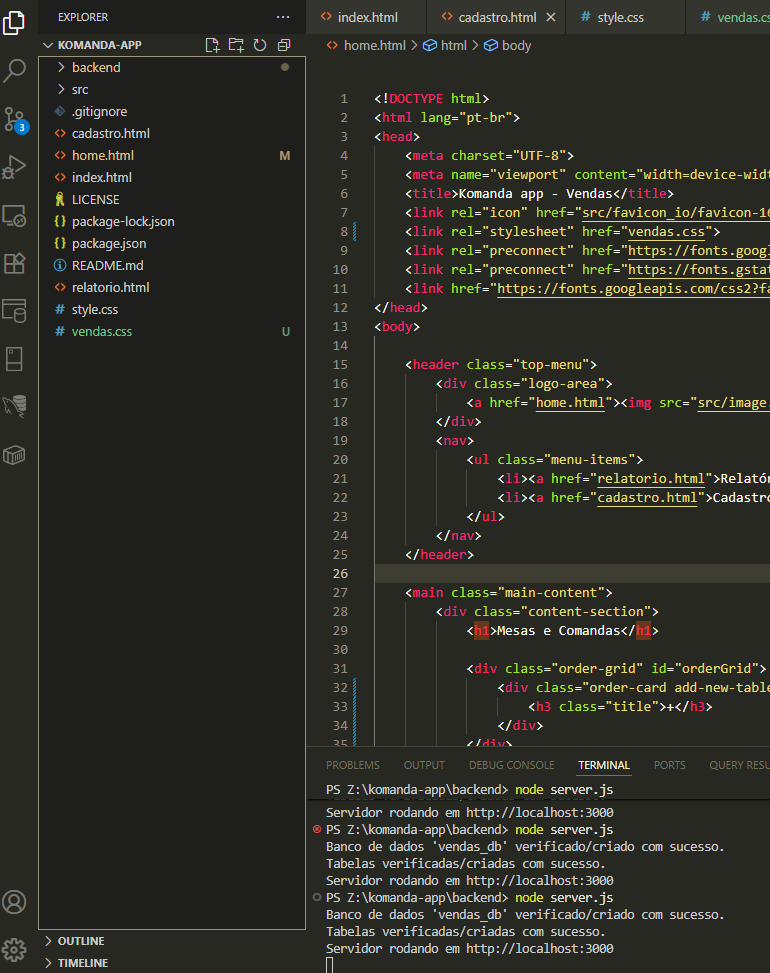 EXPLORER
KOMANDA-APP
backend
src
.gitignore
cadastro.html
home.html M
index.html
LICENSE
package-lock.json
package.json
README.md
relatorio.html
style.css
vendas.css U
3
OUTLINE
TIMELINE
index.html cadastro.html style.css
home.html > html > body
1 <!DOCTYPE html>
2 <html lang="pt-br">
3 <head>
4 <meta charset="UTF-8">
5 <meta name="viewport" content="width=device-widt
6 <title>Komanda app - Vendas</title>
7 <link rel="icon" href="src/favicon_io/favicon-16
8 <link rel="stylesheet" href="vendas.css">
9 <link rel="preconnect" href="https://fonts.goog
10 <link rel="preconnect" href="https://fonts.gstat
11 <link href="https://fonts.googleapis.com/css2?fa
12 </head>
13 <body>
14
15 <header class="top-menu">
16 <div class="logo-area">
17 <a href="home.html"><img src="src/image.
18 </div>
19 <nav>
20 <ul class="menu-items">
21 <li><a href="relatorio.html">Relatór
22 <li><a href="cadastro.html">Cadastro
23 </ul>
24 </nav>
25 </header>
26
27 <main class="main-content">
28 <div class="content-section">
29 <h1>Mesas e Comandas</h1>
30
31 <div class="order-grid" id="orderGrid">
32 <div class="order-card add-new-table
33 <h3 class="title">+</h3>
34 </div>
35 </div>
PROBLEMS OUTPUT DEBUG CONSOLE TERMINAL PORTS QUERY RESU
PS Z:\komanda-app\backend> node server.js
Servidor rodando em http://localhost:3000
PS Z:\komanda-app\backend> node server.js
Banco de dados 'vendas_db' verificado/criado com sucesso.
Tabelas verificadas/criadas com sucesso.
Servidor rodando em http://localhost:3000
PS Z:\komanda-app\backend> node server.js
Banco de dados 'vendas_db' verificado/criado com sucesso.
Tabelas verificadas/criadas com sucesso.
Servidor rodando em http://localhost:3000